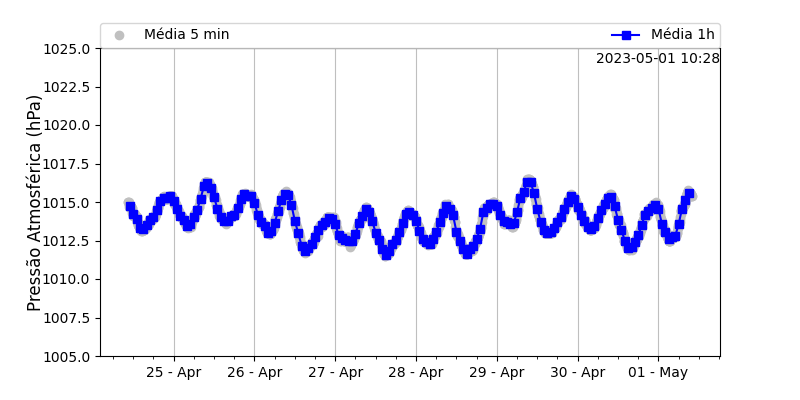 Média 5 min
Média 1h
2023-05-01 10:28
Pressão Atmosférica (hPa)
1025.0
1022.5
1020.0
1017.5
1015.0
1012.5
1010.0
1007.5
1005.0
25 - Apr
26 - Apr
27 - Apr
28 - Apr
29 - Apr
30 - Apr
01 - May